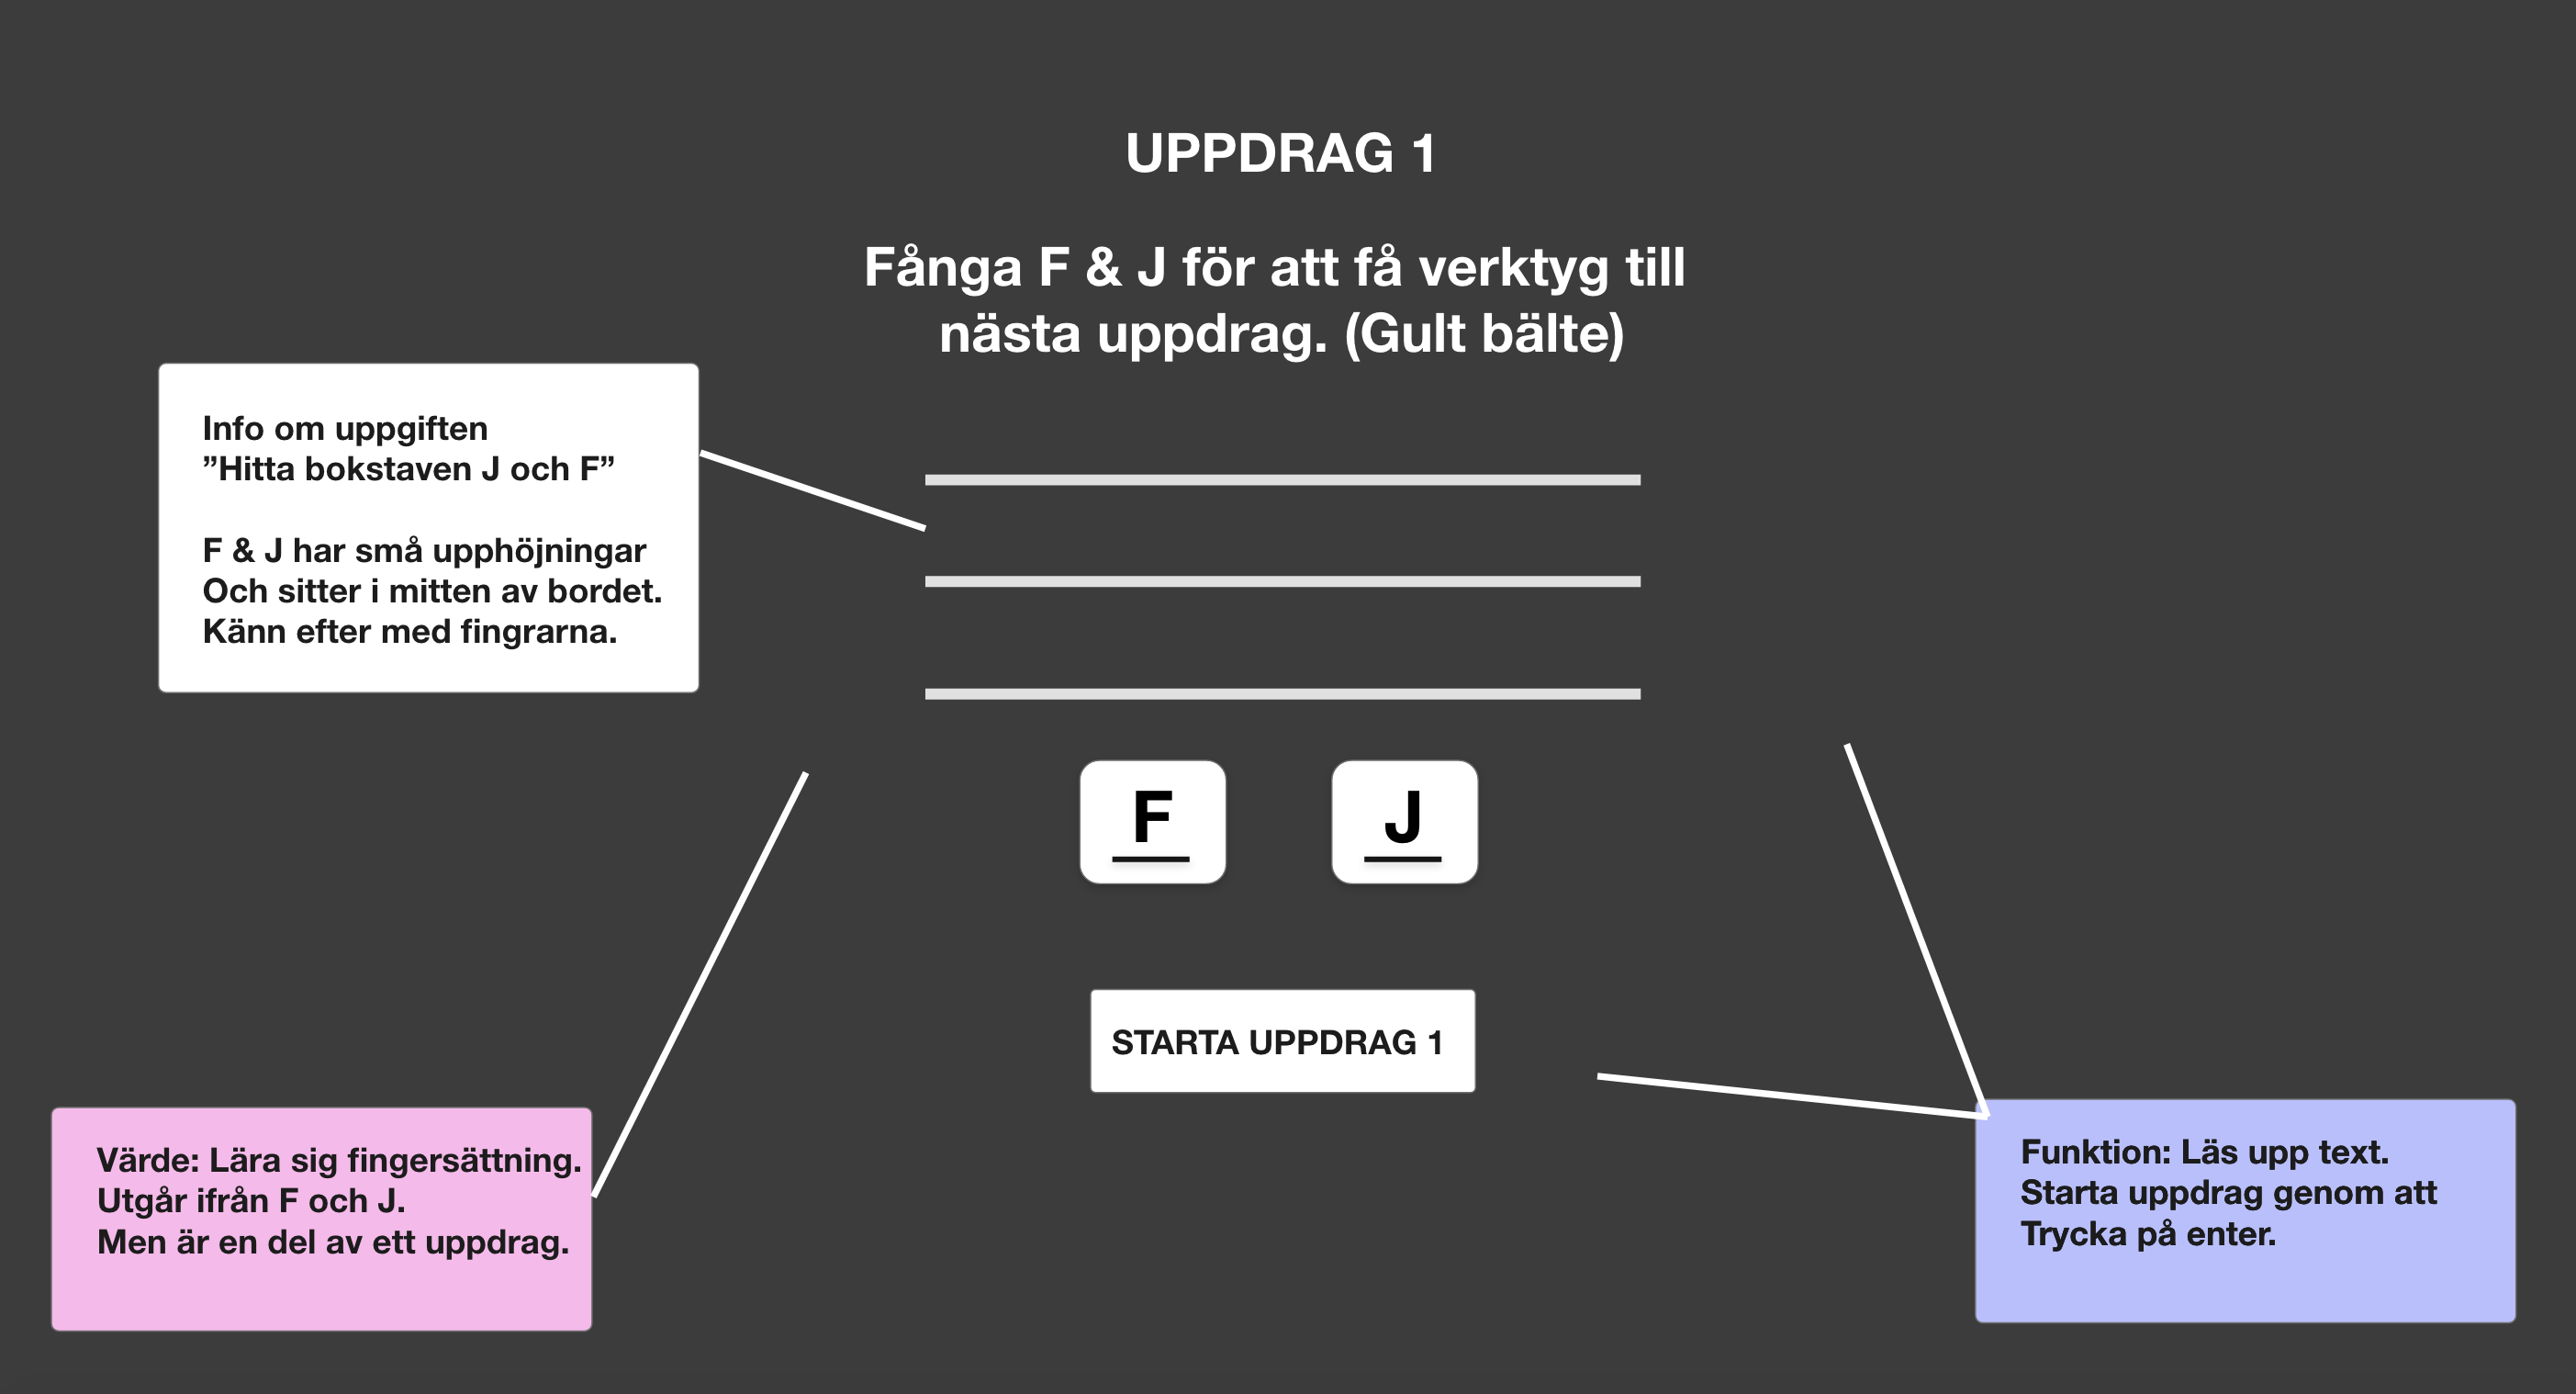 UPPDRAG 1
Fånga F & J för att få verktyg till
nästa uppdrag. (Gult bälte)
Info om uppgiften
”Hitta bokstaven J och F”
F & J har små upphöjningar
Och sitter i mitten av bordet.
Känn efter med fingrarna.
F
J
STARTA UPPDRAG 1
Värde: Lära sig fingersättning.
Utgår ifrån F och J.
Men är en del av ett uppdrag.
Funktion: Läs upp text.
Starta uppdrag genom att
Trycka på enter.